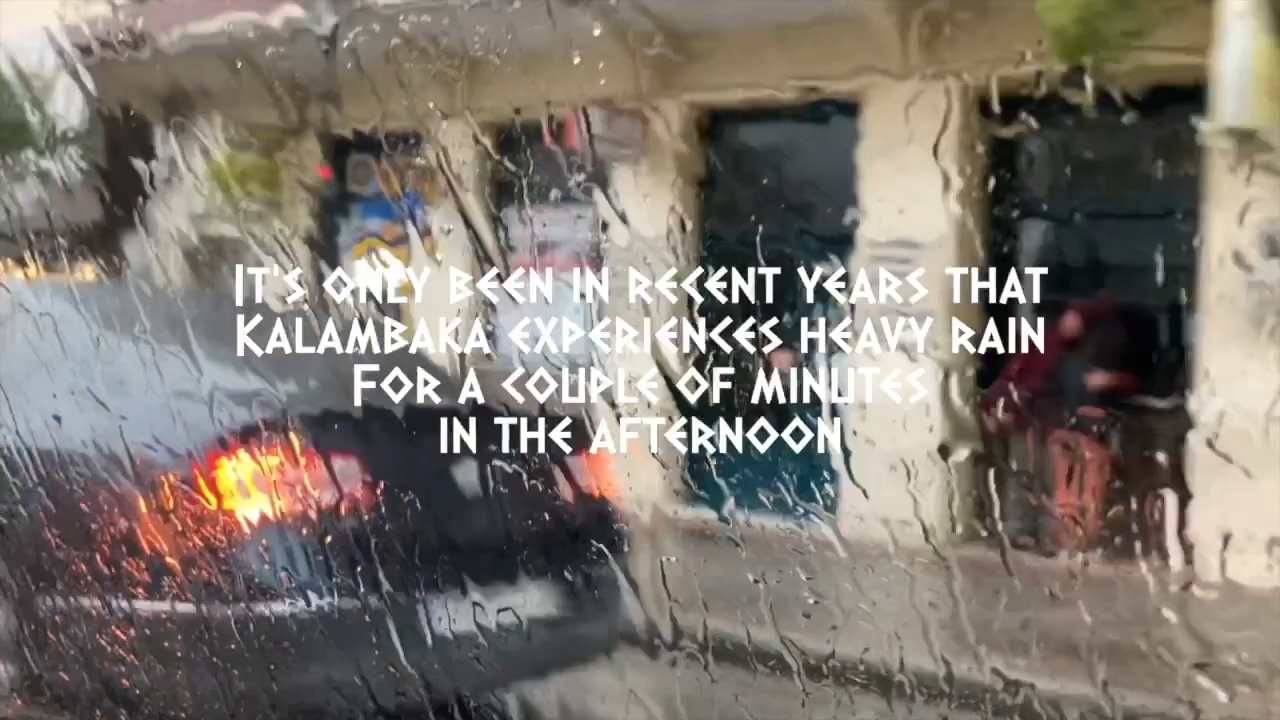 It's only been in recent years that
Kalambaka experiences heavy rain
For a couple of minutes
in the afternoon